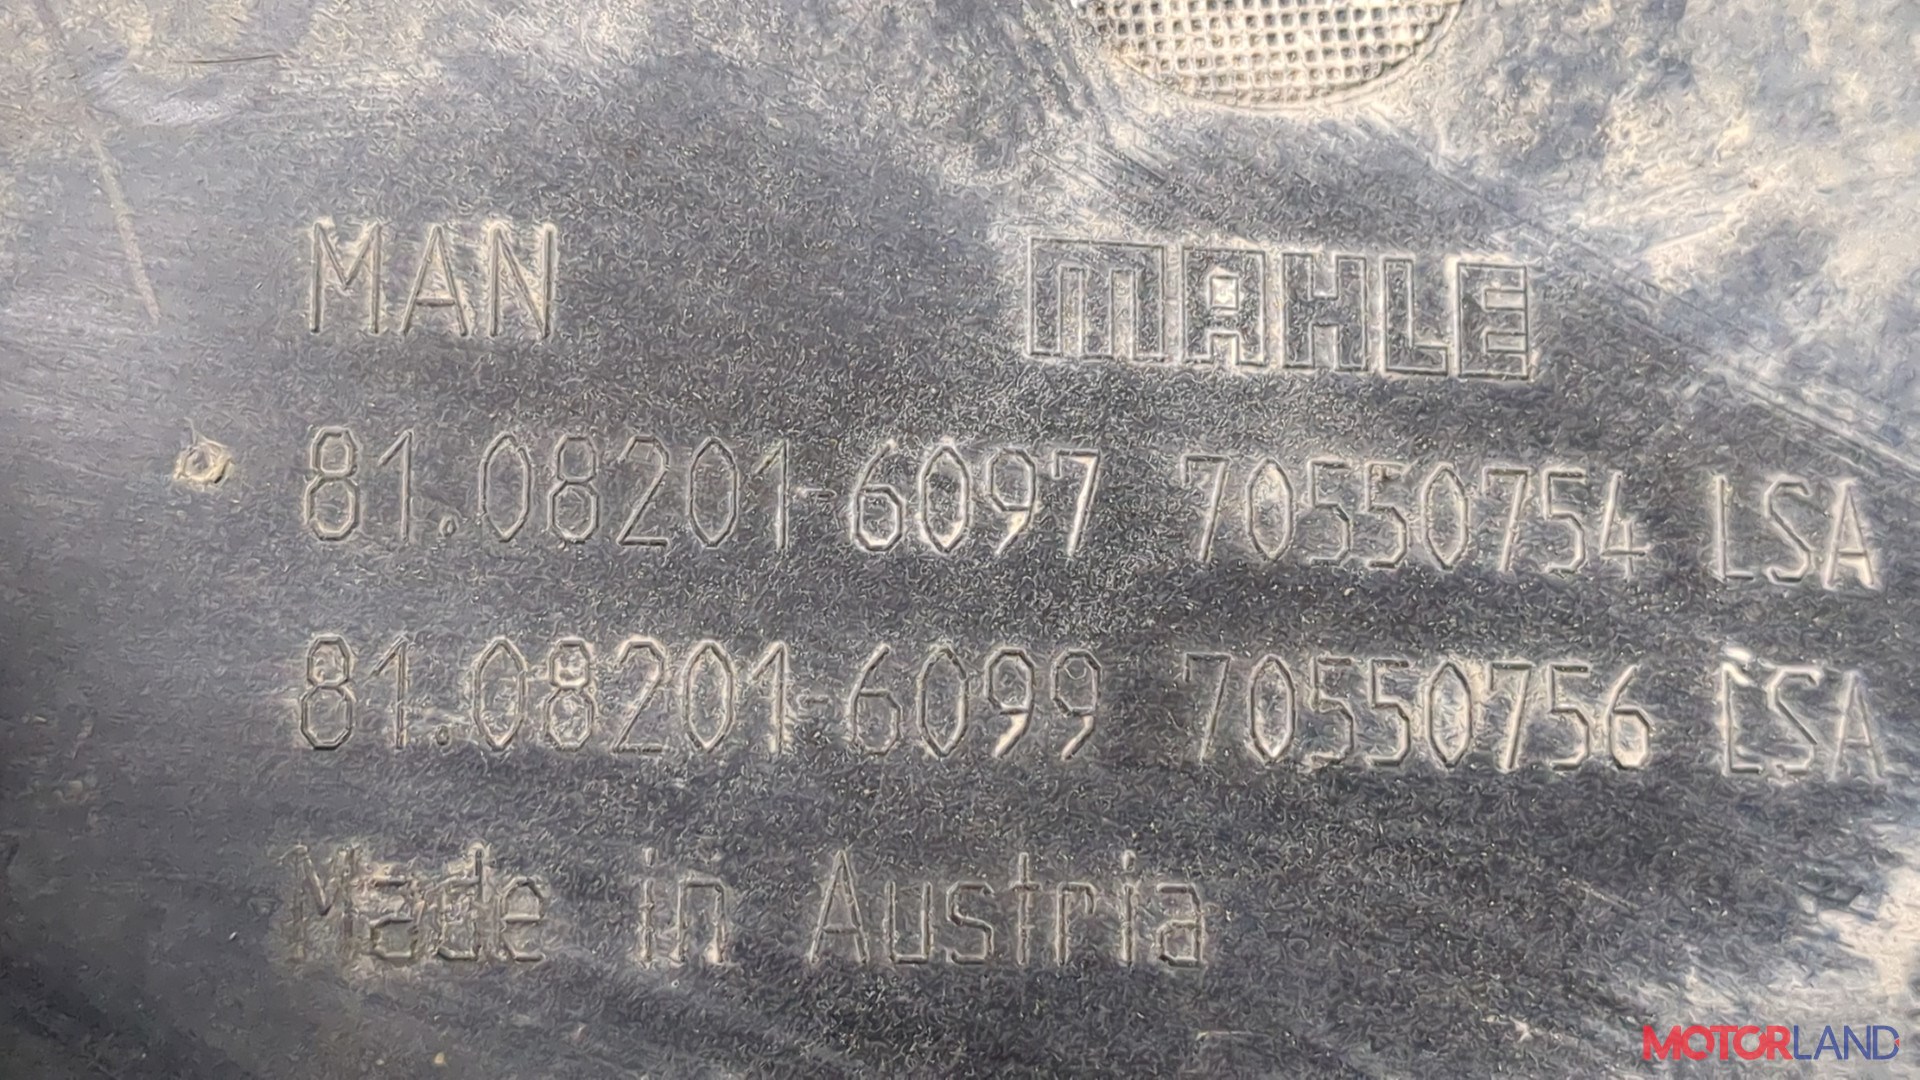 MAN MAHLE
81.08201-6097 70550754 LSA
81.08201-6099 70550756 LSA
Made in Austria
MOTORLAND